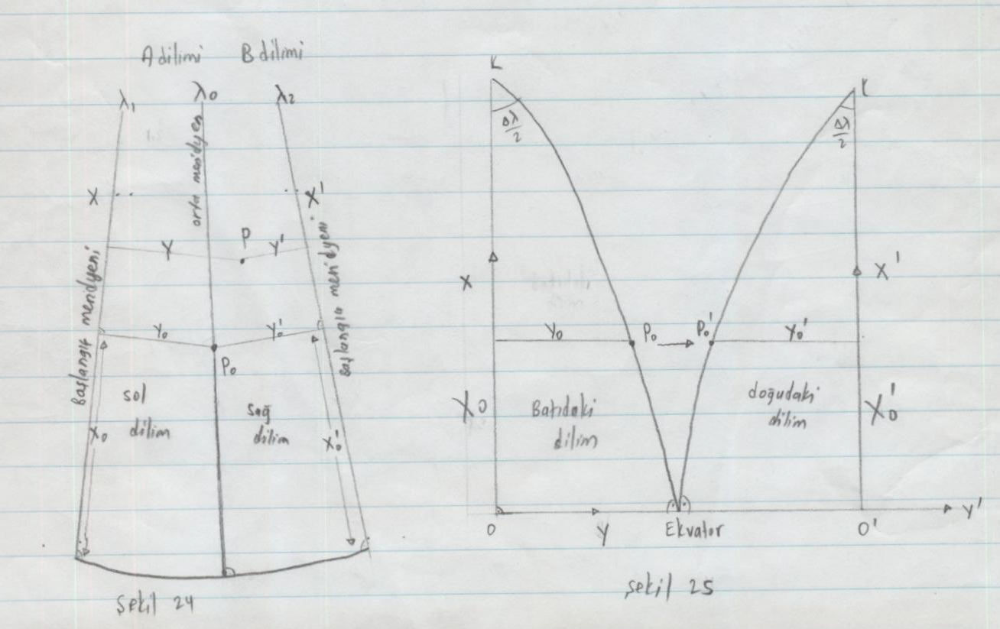 A dilimi B dilimi
λ1 λ0 λ2
orta meridyen
X X'
P
Y Y'
Başlangıç meridyeni
Başlangıç meridyeni
Y0 Y0'
P0
sol
dilim
sağ
dilim
X0 X0'
Şekil 24
K K
Δλ/2 Δλ/2
X X'
Y0 P0 P0' Y0'
X0 X0'
Batıdaki
dilim
doğudaki
dilim
O Y Ekvator O' Y'
Şekil 25